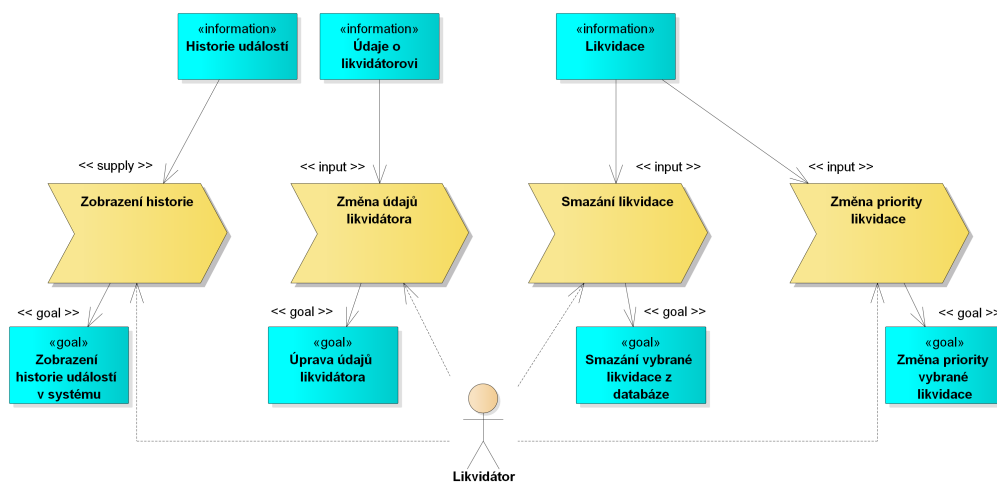 «information»
Historie událostí
«information»
Údaje o
likvidátorovi
«information»
Likvidace
<< supply >>
<< input >>
<< input >>
<< input >>
Zobrazení historie
Změna údajů
likvidátora
Smazání likvidace
Změna priority
likvidace
<< goal >>
<< goal >>
<< goal >>
<< goal >>
«goal»
Zobrazení
historie událostí
v systému
«goal»
Úprava údajů
likvidátora
«goal»
Smazání vybrané
likvidace z
databáze
«goal»
Změna priority
vybrané
likvidace
Likvidátor